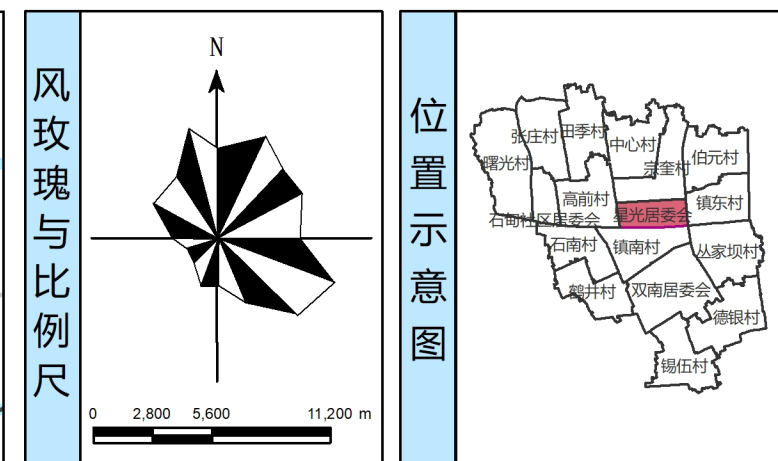 风玫瑰与比例尺
N
0 2,800 5,600 11,200 m
位置示意图
张庄村
田季村
中心村
宗奎村
伯元村
曙光村
高前村
星光居委会
镇东村
石甸社区居委会
石南村
镇南村
丛家坝村
鹤井村
双南居委会
德银村
锡伍村